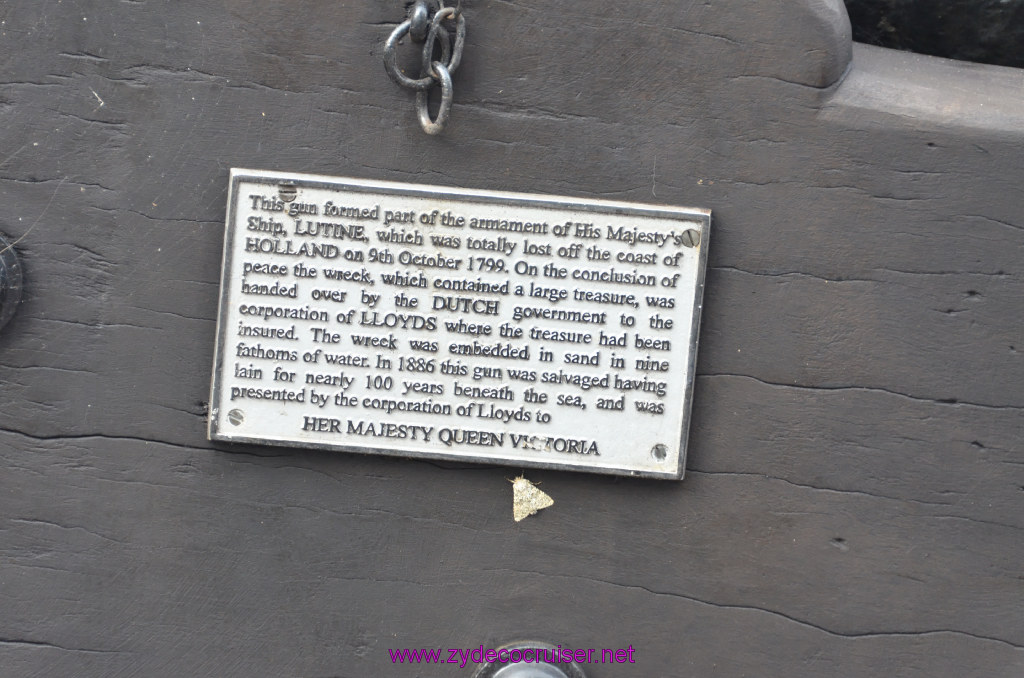 This gun formed part of the armament of His Majesty's
Ship, LUTINE, which was totally lost off the coast of
HOLLAND on 9th October 1799. On the conclusion of
peace the wreck, which contained a large treasure, was
handed over by the DUTCH government to the
corporation of LLOYDS where the treasure had been
insured. The wreck was embedded in sand in nine
fathoms of water. In 1886 this gun was salvaged having
lain for nearly 100 years beneath the sea, and was
presented by the corporation of Lloyds to
HER MAJESTY QUEEN VICTORIA
www.zydecocruiser.net